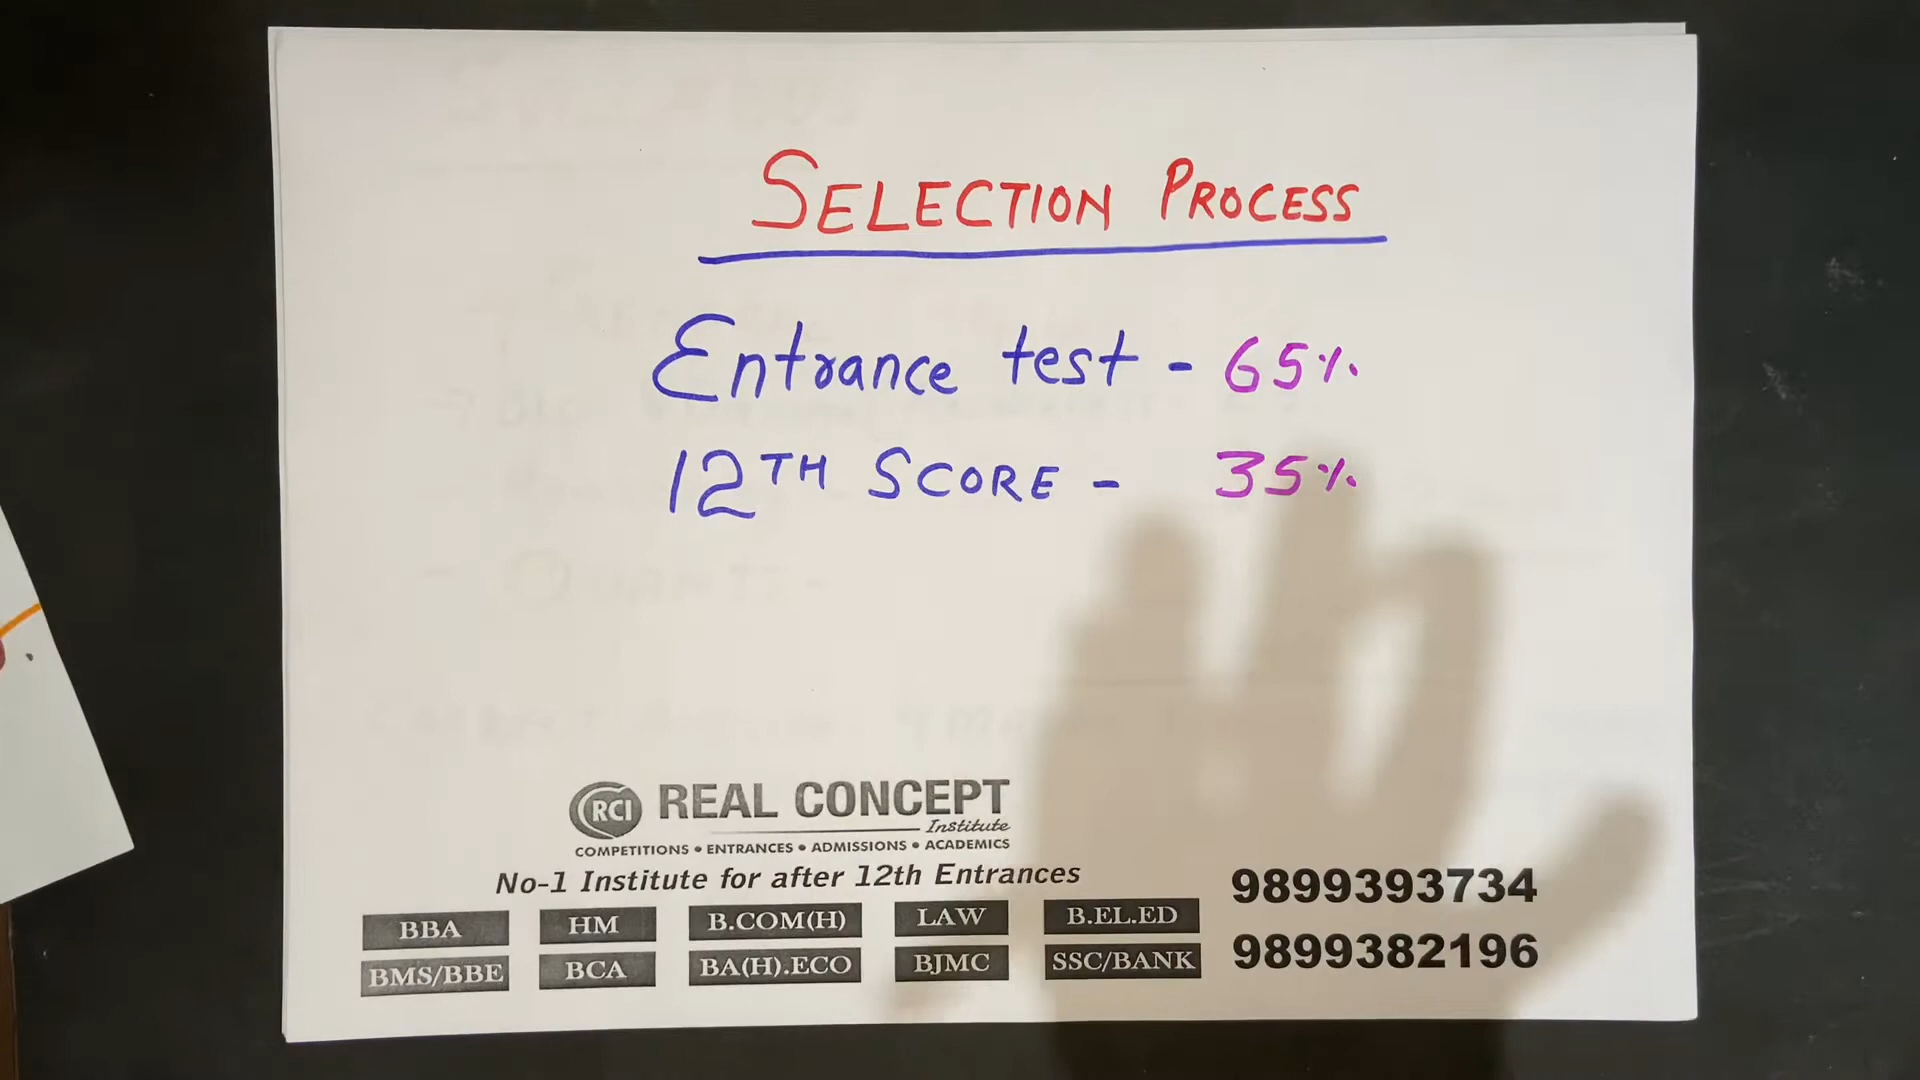 SELECTION PROCESS
Entrance test - 65%
12TH SCORE - 35%
RCI REAL CONCEPT
Institute
COMPETITIONS • ENTRANCES • ADMISSIONS • ACADEMICS
No-1 Institute for after 12th Entrances
BBA HM B.COM(H) LAW B.EL.ED 9899393734
BMS/BBE BCA BA(H).ECO BJMC SSC/BANK 9899382196